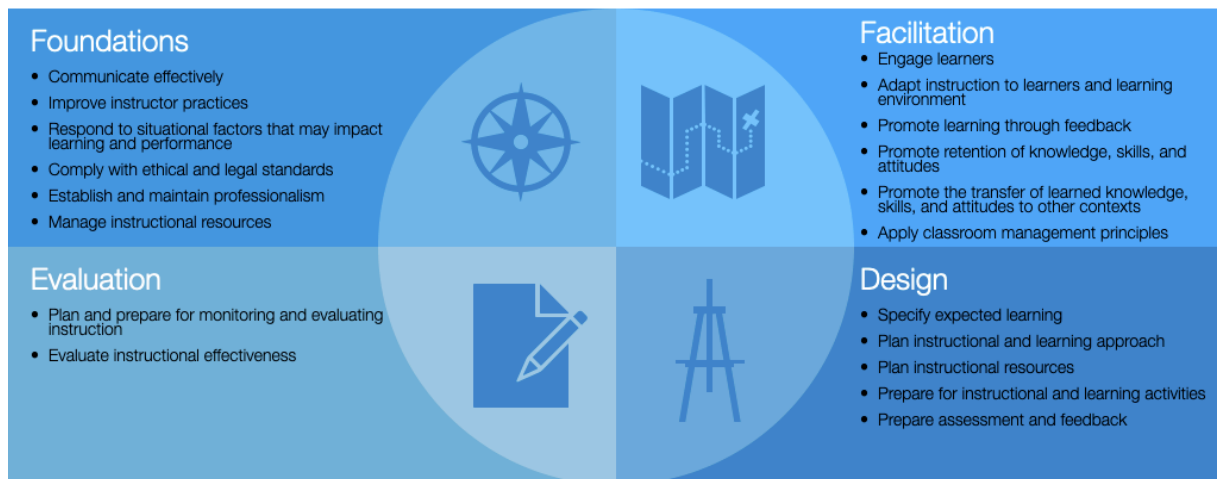 Foundations
• Communicate effectively
• Improve instructor practices
• Respond to situational factors that may impact
learning and performance
• Comply with ethical and legal standards
• Establish and maintain professionalism
• Manage instructional resources
Facilitation
• Engage learners
• Adapt instruction to learners and learning
environment
• Promote learning through feedback
• Promote retention of knowledge, skills, and
attitudes
• Promote the transfer of learned knowledge,
skills, and attitudes to other contexts
• Apply classroom management principles
Evaluation
• Plan and prepare for monitoring and evaluating
instruction
• Evaluate instructional effectiveness
Design
• Specify expected learning
• Plan instructional and learning approach
• Plan instructional resources
• Prepare for instructional and learning activities
• Prepare assessment and feedback